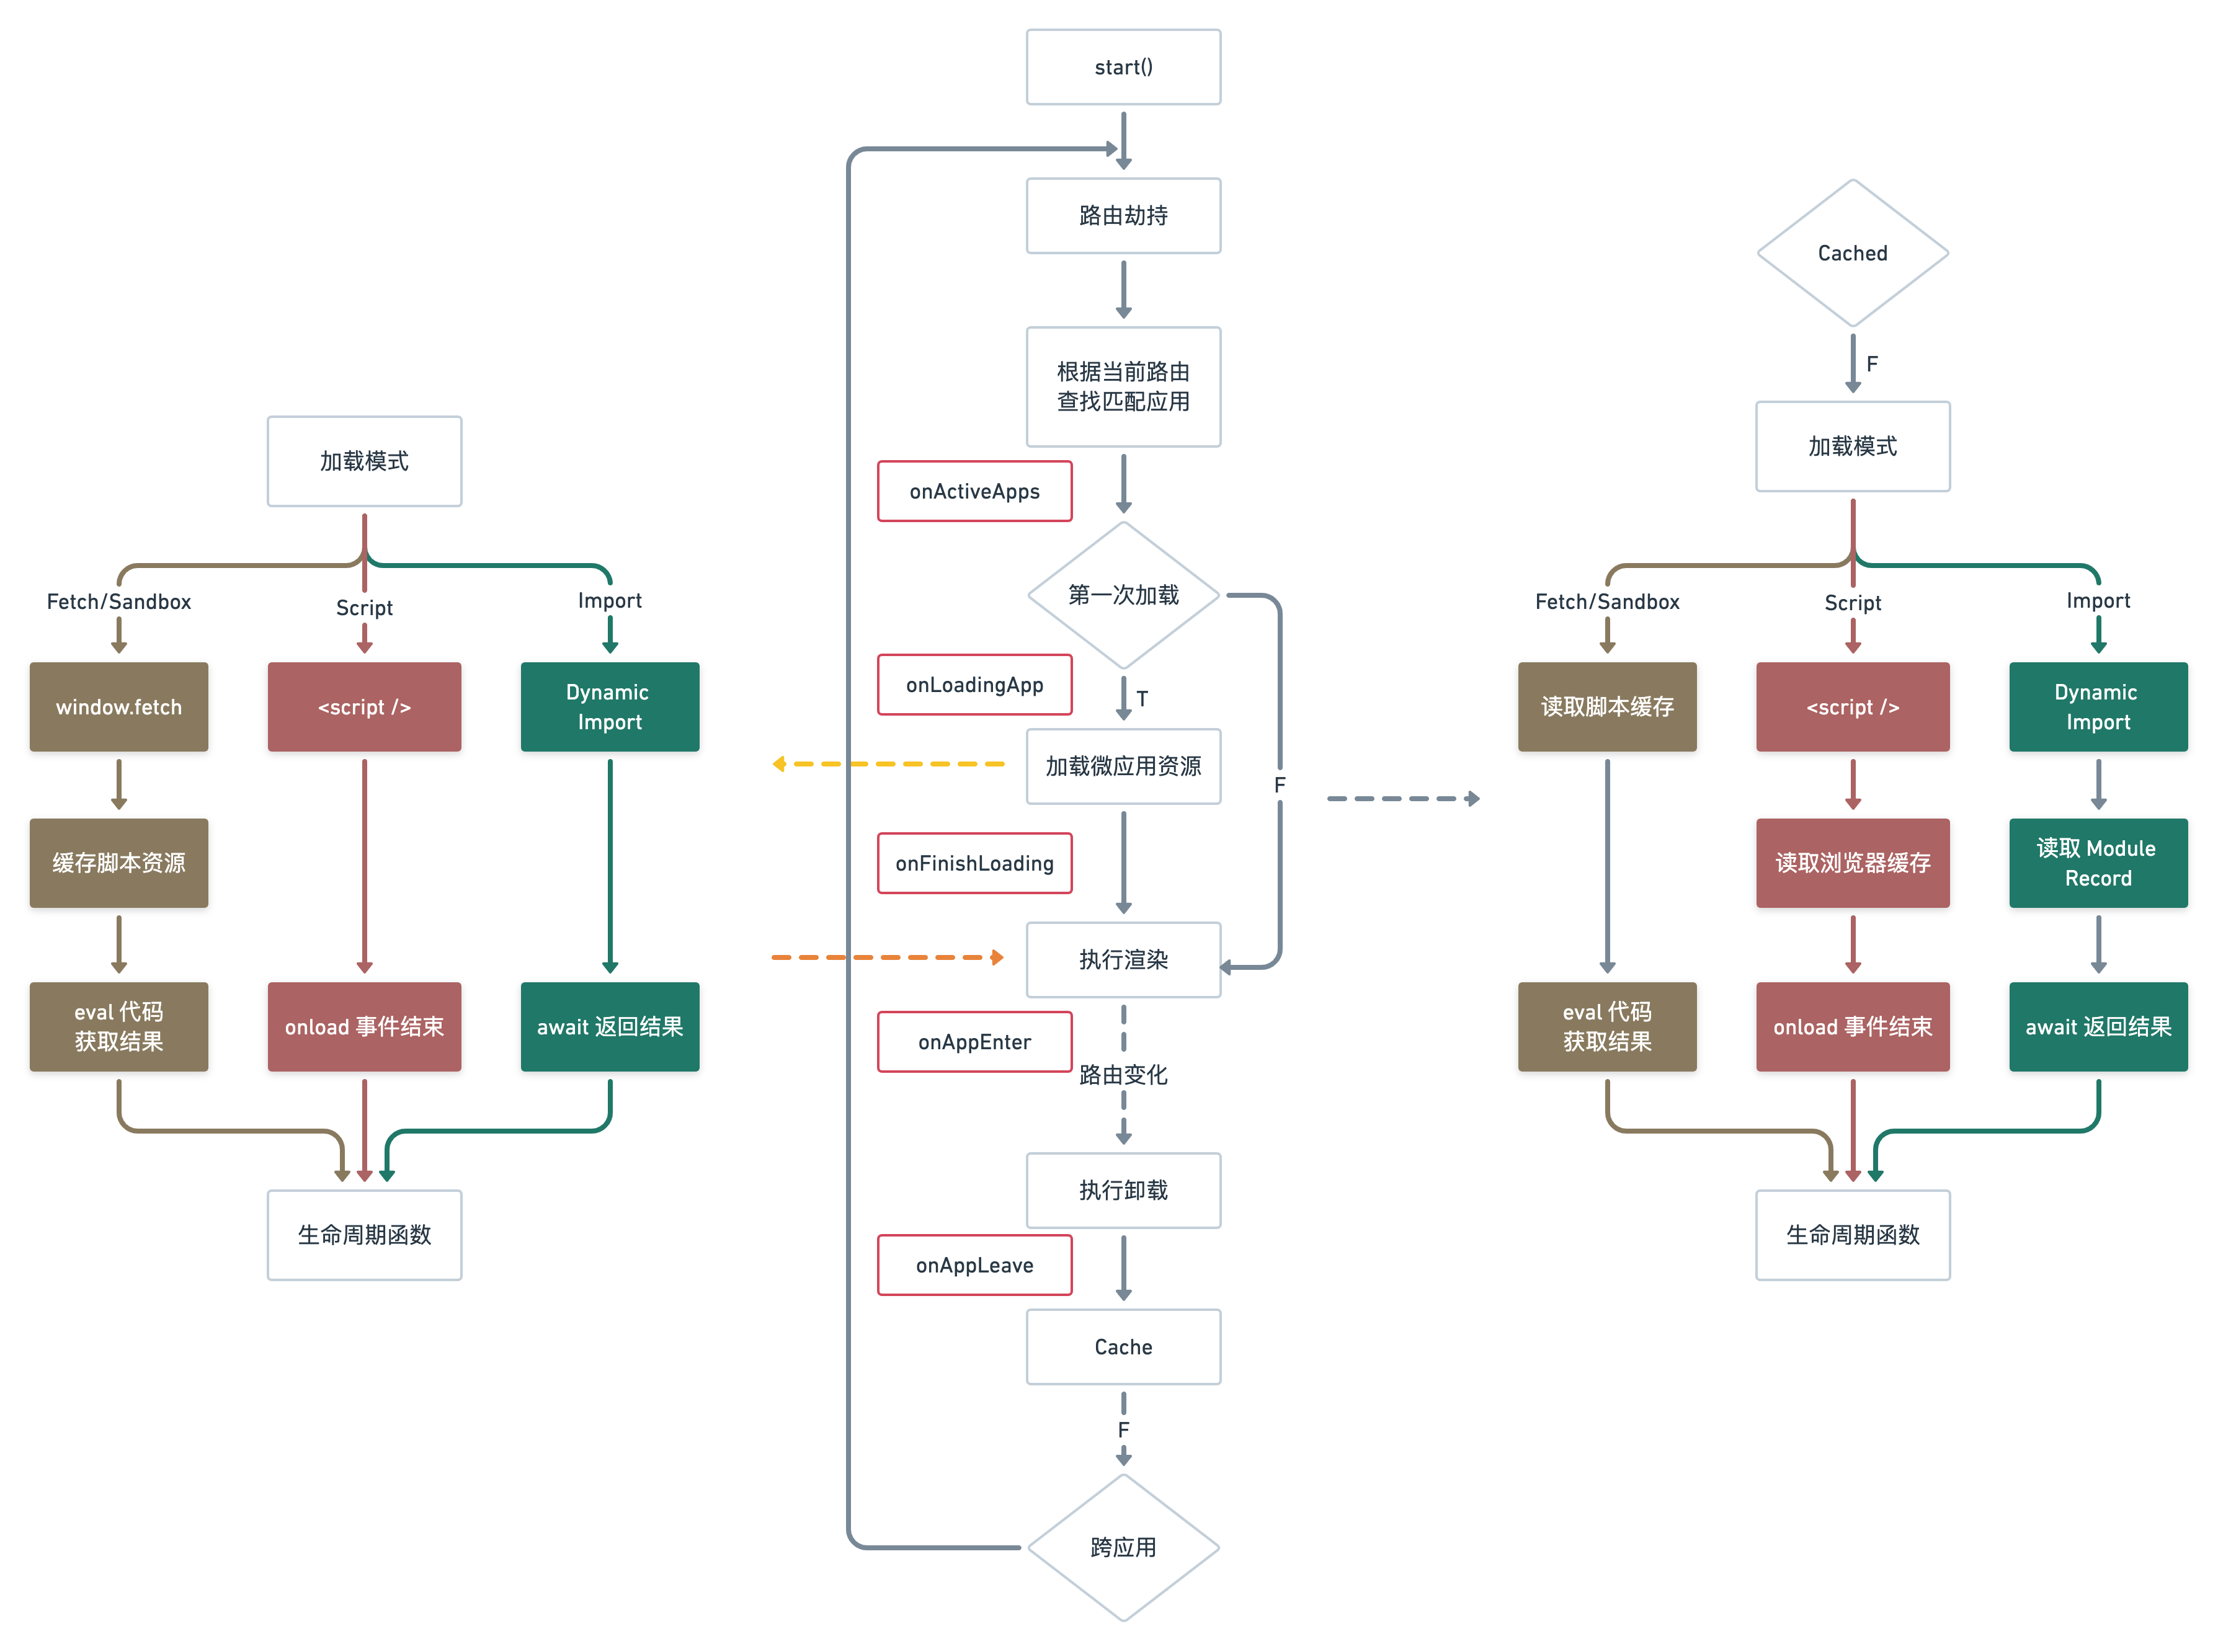 start()
路由劫持
根据当前路由
查找匹配应用
onActiveApps
第一次加载
onLoadingApp
T
加载微应用资源
F
onFinishLoading
执行渲染
onAppEnter
路由变化
执行卸载
onAppLeave
Cache
F
跨应用
加载模式
Fetch/Sandbox
Script
Import
window.fetch
<script />
Dynamic
Import
缓存脚本资源
eval 代码
获取结果
onload 事件结束
await 返回结果
生命周期函数
Cached
F
加载模式
Fetch/Sandbox
Script
Import
读取脚本缓存
<script />
Dynamic
Import
读取浏览器缓存
读取 Module
Record
eval 代码
获取结果
onload 事件结束
await 返回结果
生命周期函数